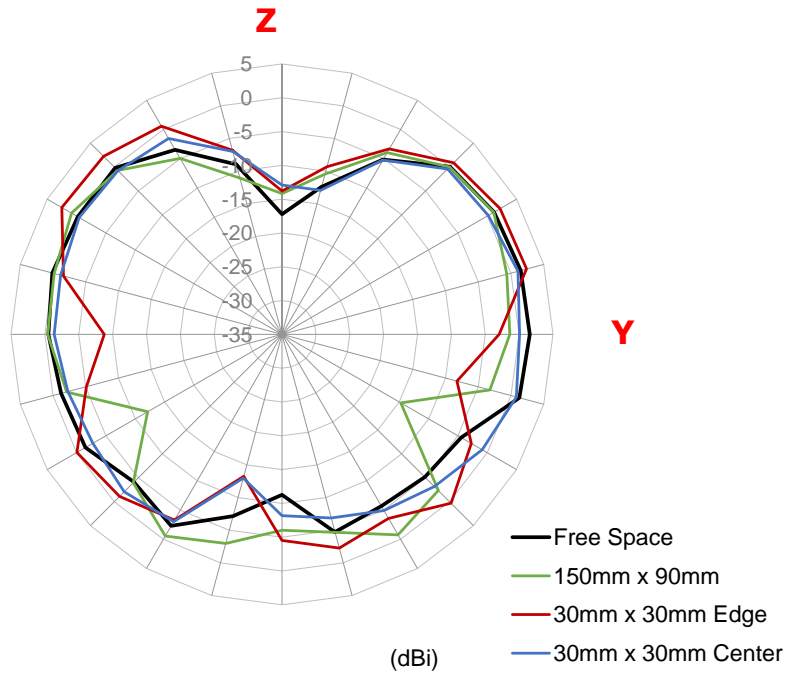 Z
5
0
-5
-10
-15
-20
-25
-30
-35
Y
Free Space
150mm x 90mm
30mm x 30mm Edge
30mm x 30mm Center
(dBi)